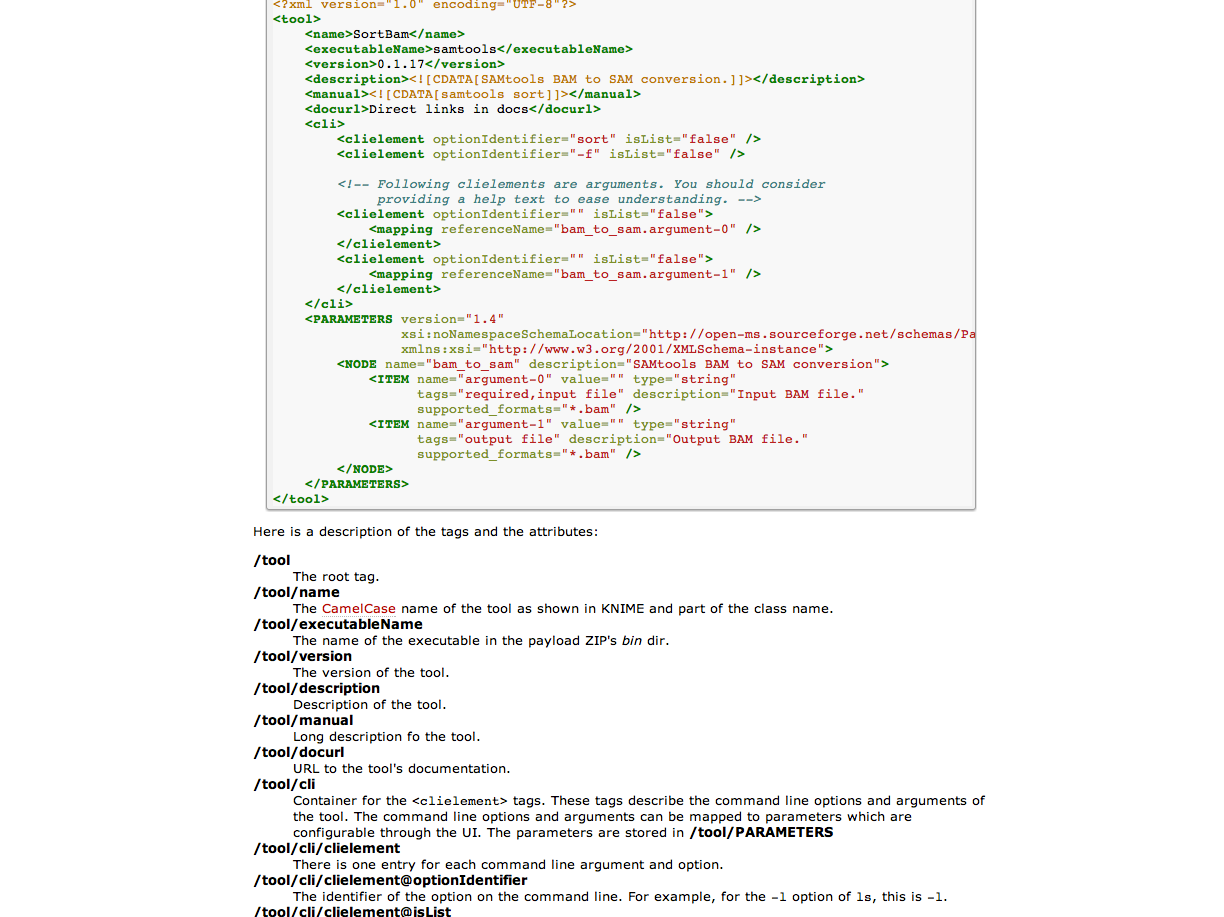 <?xml version="1.0" encoding="UTF-8"?>
<tool>
    <name>SortBam</name>
    <executableName>samtools</executableName>
    <version>0.1.17</version>
    <description><![CDATA[SAMtools BAM to SAM conversion.]]></description>
    <manual><![CDATA[samtools sort]]></manual>
    <docurl>Direct links in docs</docurl>
    <cli>
        <clielement optionIdentifier="sort" isList="false" />
        <clielement optionIdentifier="-f" isList="false" />
        <!-- Following clielements are arguments. You should consider
             providing a help text to ease understanding. -->
        <clielement optionIdentifier="" isList="false">
            <mapping referenceName="bam_to_sam.argument-0" />
        </clielement>
        <clielement optionIdentifier="" isList="false">
            <mapping referenceName="bam_to_sam.argument-1" />
        </clielement>
    </cli>
    <PARAMETERS version="1.4"
                xsi:noNamespaceSchemaLocation="http://open-ms.sourceforge.net/schemas/Pa
                xmlns:xsi="http://www.w3.org/2001/XMLSchema-instance">
        <NODE name="bam_to_sam" description="SAMtools BAM to SAM conversion">
            <ITEM name="argument-0" value="" type="string"
                  tags="required,input file" description="Input BAM file."
                  supported_formats="*.bam" />
            <ITEM name="argument-1" value="" type="string"
                  tags="output file" description="Output BAM file."
                  supported_formats="*.bam" />
        </NODE>
    </PARAMETERS>
</tool>
Here is a description of the tags and the attributes:
/tool
The root tag.
/tool/name
The CamelCase name of the tool as shown in KNIME and part of the class name.
/tool/executableName
The name of the executable in the payload ZIP's bin dir.
/tool/version
The version of the tool.
/tool/description
Description of the tool.
/tool/manual
Long description fo the tool.
/tool/docurl
URL to the tool's documentation.
/tool/cli
Container for the <clielement> tags. These tags describe the command line options and arguments of
the tool. The command line options and arguments can be mapped to parameters which are
configurable through the UI. The parameters are stored in /tool/PARAMETERS
/tool/cli/clielement
There is one entry for each command line argument and option.
/tool/cli/clielement@optionIdentifier
The identifier of the option on the command line. For example, for the -l option of ls, this is -l.
/tool/cli/clielement@isList